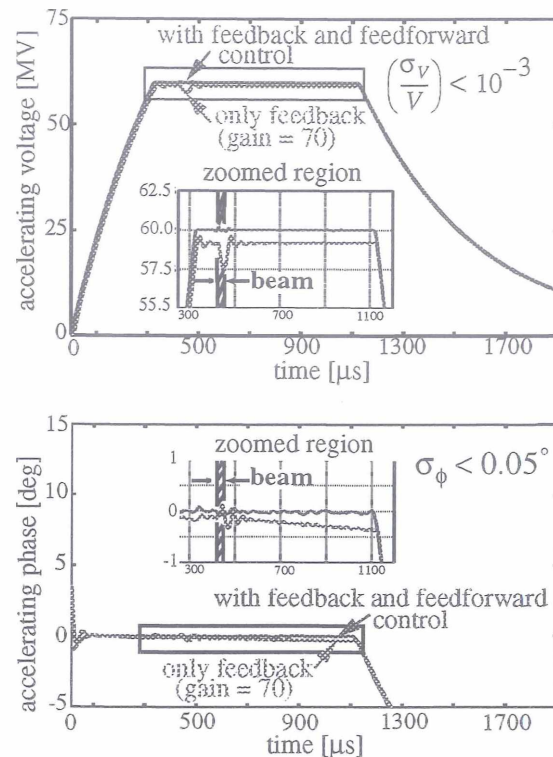 75
with feedback and feedforward
control
(σV/V) < 10⁻³
accelerating voltage [MV]
50
only feedback
(gain = 70)
zoomed region
62.5
60.0
57.5
55.5
beam
25
300 700 1100
0
0 500 900 1300 1700
time [µs]
15
zoomed region
σϕ < 0.05°
accelerating phase [deg]
1
beam
0
-1
10
300 700 1100
5
with feedback and feedforward
control
0
only feedback
(gain = 70)
-5
0 500 900 1300 1700
time [µs]